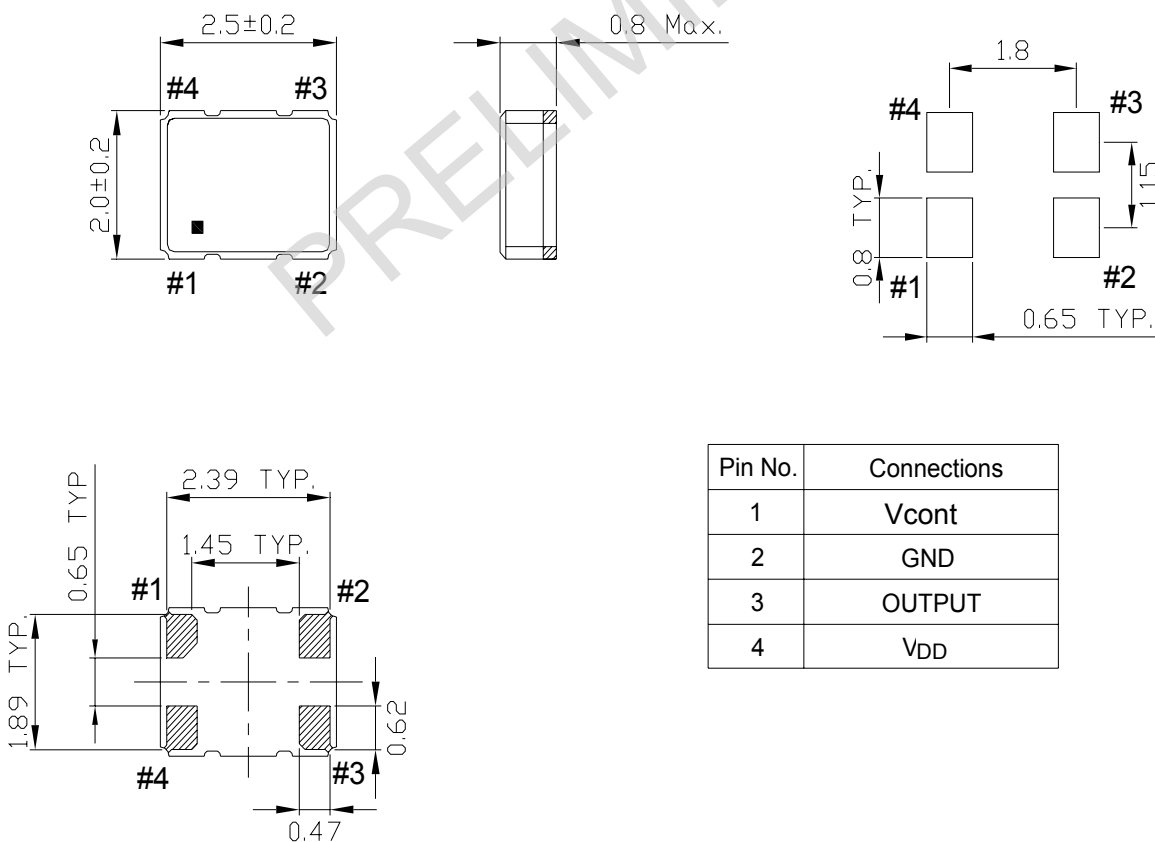 2.5±0.2
0.8 Max.
#4 #3
2.0±0.2
#1 #2
PRELIMI
1.8
#4 #3
1.15
0.8 TYP.
#1 #2
0.65 TYP.
2.39 TYP.
1.45 TYP.
0.65 TYP
#1 #2
1.89 TYP.
0.62
#4 #3
0.47
Pin No. Connections
1 Vcont
2 GND
3 OUTPUT
4 VDD